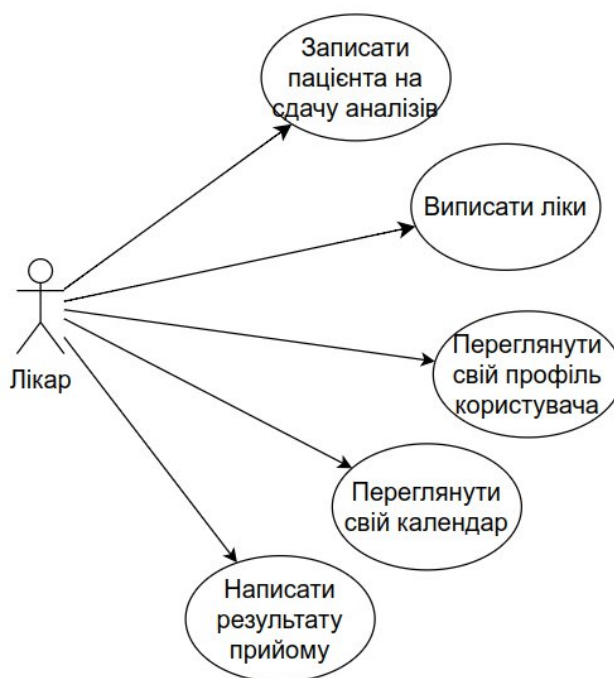 Записати
пацієнта на
сдачу аналізів
Виписати ліки
Лікар
Переглянути
свій профіль
користувача
Переглянути
свій календар
Написати
результату
прийому